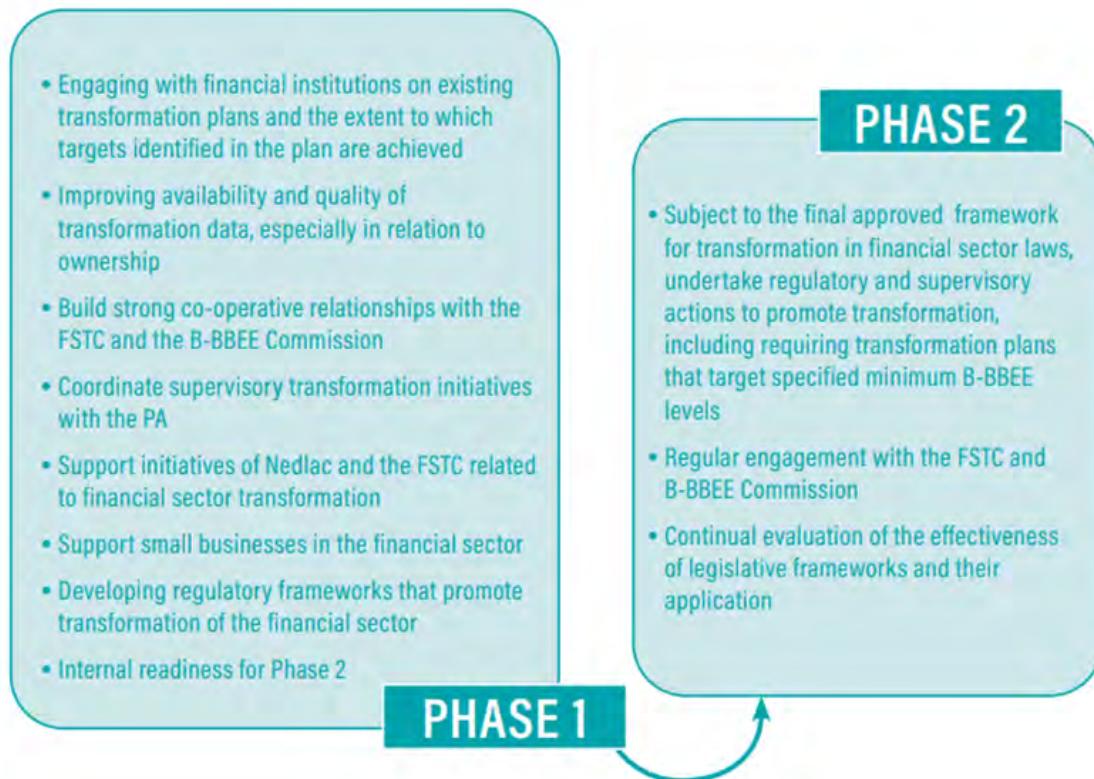 • Engaging with financial institutions on existing
transformation plans and the extent to which
targets identified in the plan are achieved
• Improving availability and quality of
transformation data, especially in relation to
ownership
• Build strong co-operative relationships with the
FSTC and the B-BBEE Commission
• Coordinate supervisory transformation initiatives
with the PA
• Support initiatives of Nedlac and the FSTC related
to financial sector transformation
• Support small businesses in the financial sector
• Developing regulatory frameworks that promote
transformation of the financial sector
• Internal readiness for Phase 2
PHASE 1
PHASE 2
• Subject to the final approved framework
for transformation in financial sector laws,
undertake regulatory and supervisory
actions to promote transformation,
including requiring transformation plans
that target specified minimum B-BBEE
levels
• Regular engagement with the FSTC and
B-BBEE Commission
• Continual evaluation of the effectiveness
of legislative frameworks and their
application